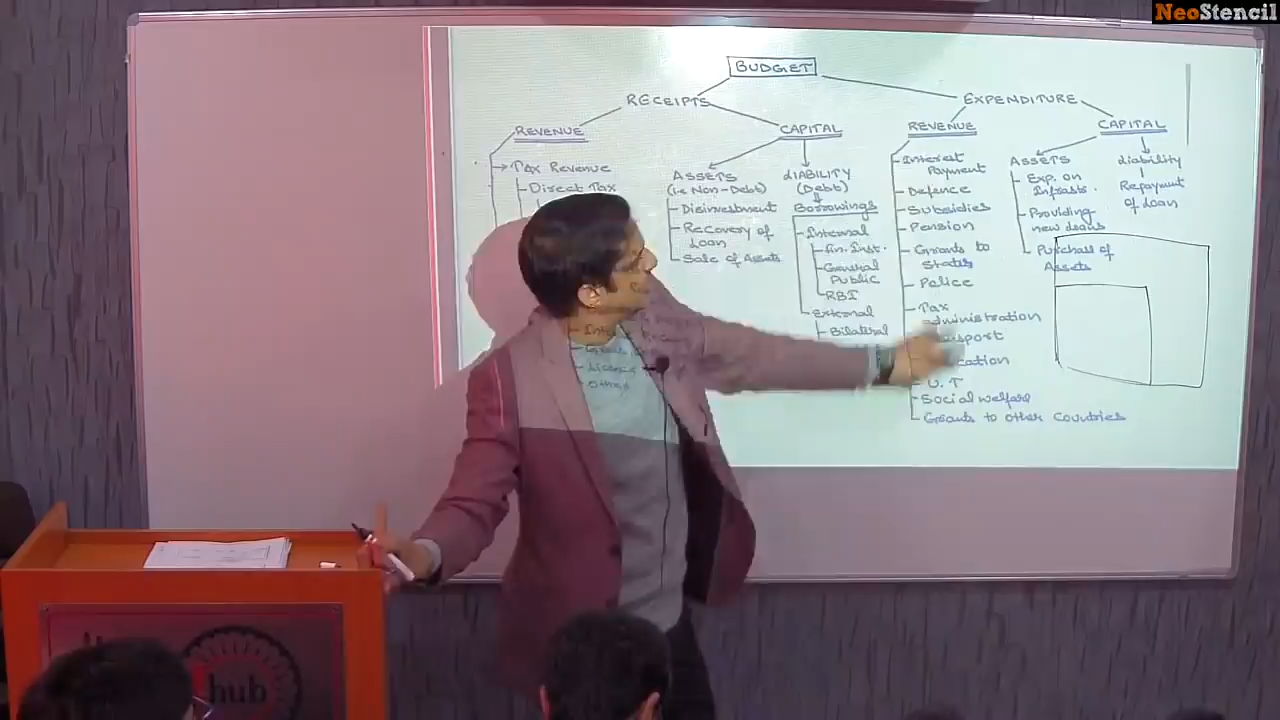 NeoStencil
BUDGET
RECEIPTS
EXPENDITURE
REVENUE
CAPITAL
REVENUE
CAPITAL
Tax Revenue
Direct Tax
ASSETS
(i.e Non-Debt)
Disinvestment
Recovery of
Loan
Sale of Assets
LIABILITY
(Debt)
Borrowings
Internal
Fin. Inst.
General
Public
RBI
External
Bilateral
Interest
Payment
Defence
Subsidies
Pension
Grants to
States
Police
Tax
administration
U.T
Social welfare
Grants to other Countries
ASSETS
Exp. on
Infrastr.
Providing
new loans
Purchase of
Assets
Liability
Repayment
of Loan
Others
hub